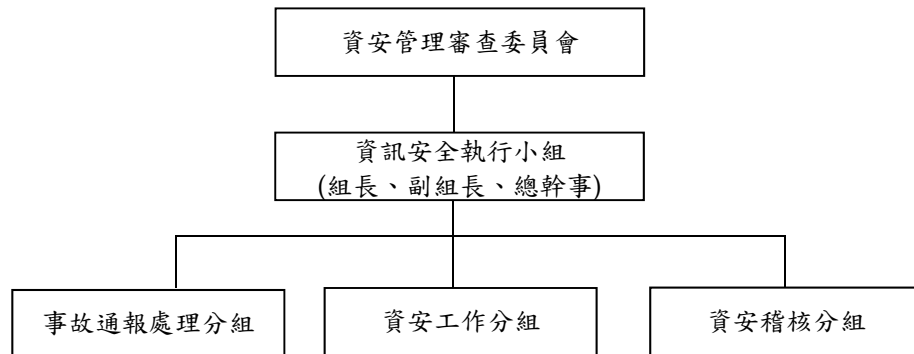 資安管理審查委員會
資訊安全執行小組
(組長、副組長、總幹事)
事故通報處理分組
資安工作分組
資安稽核分組